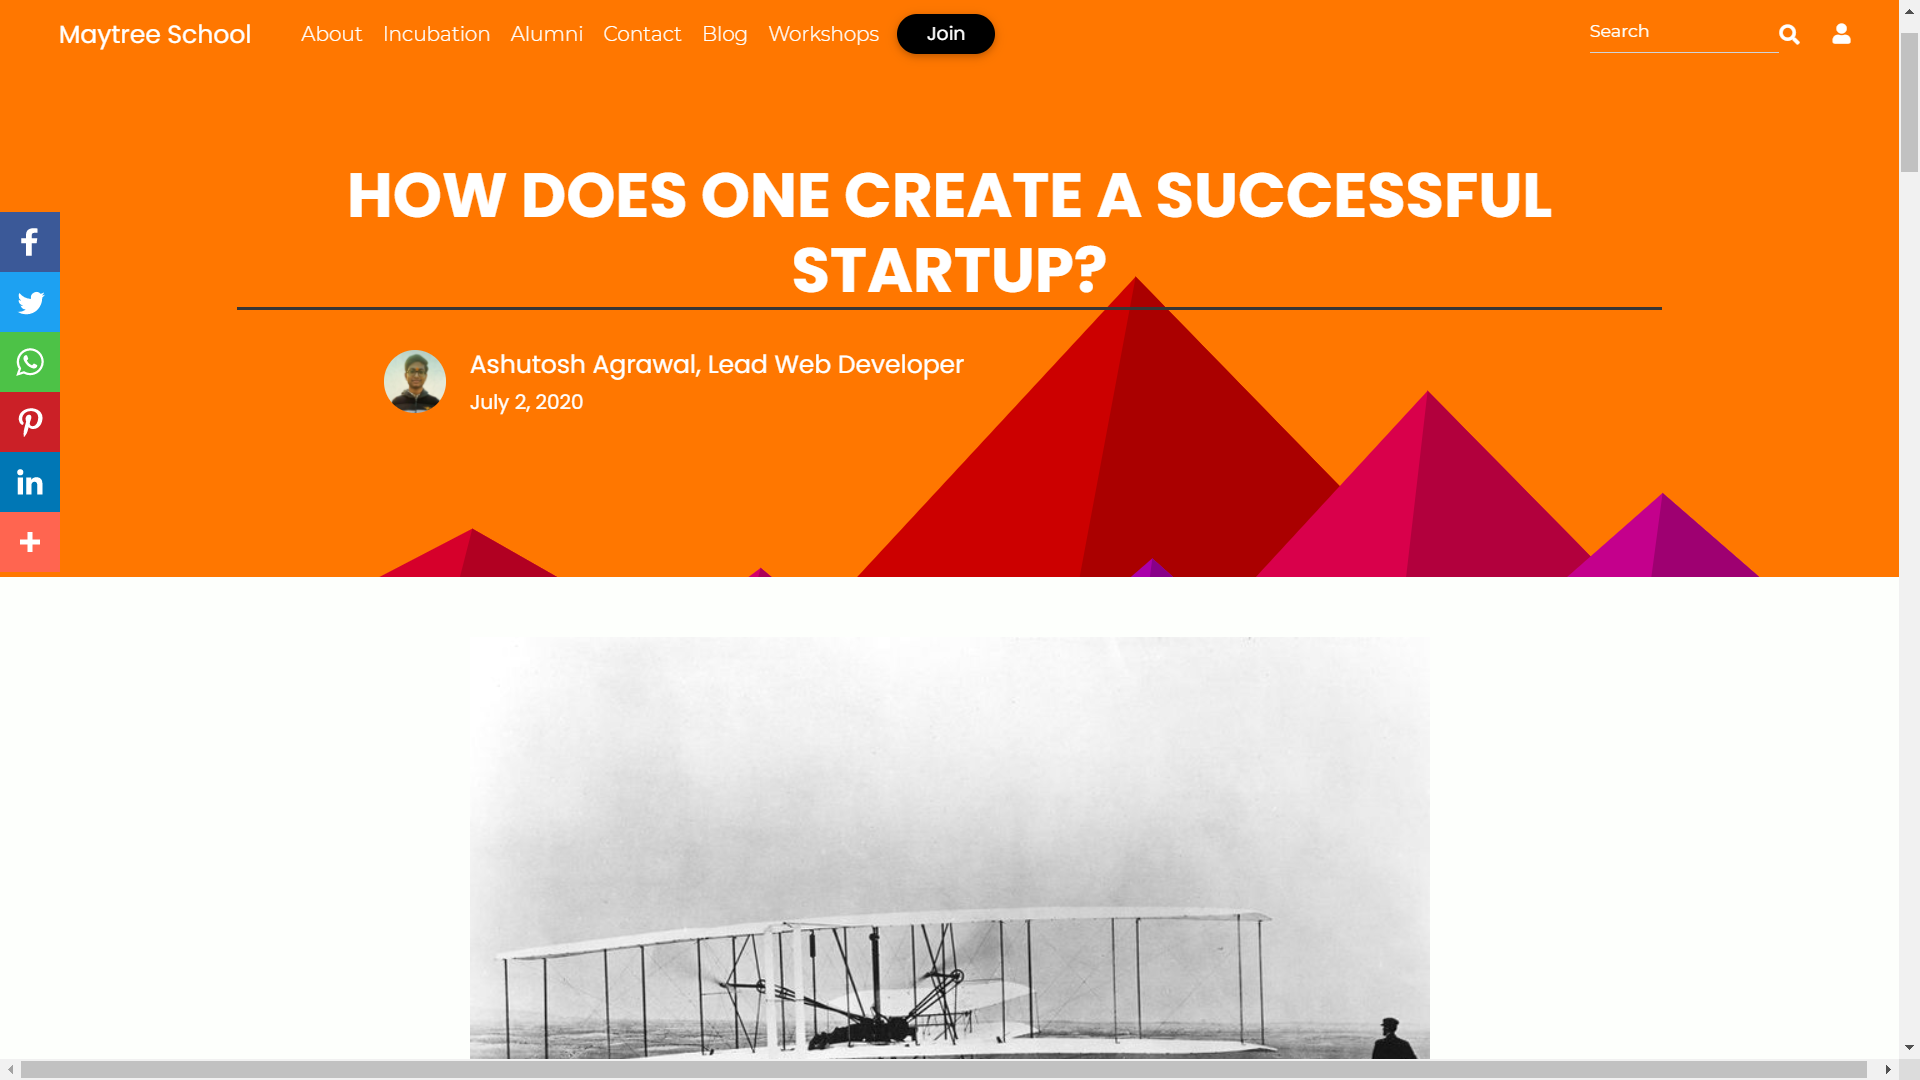 Maytree School About Incubation Alumni Contact Blog Workshops Join Search
HOW DOES ONE CREATE A SUCCESSFUL
STARTUP?
Ashutosh Agrawal, Lead Web Developer
July 2, 2020